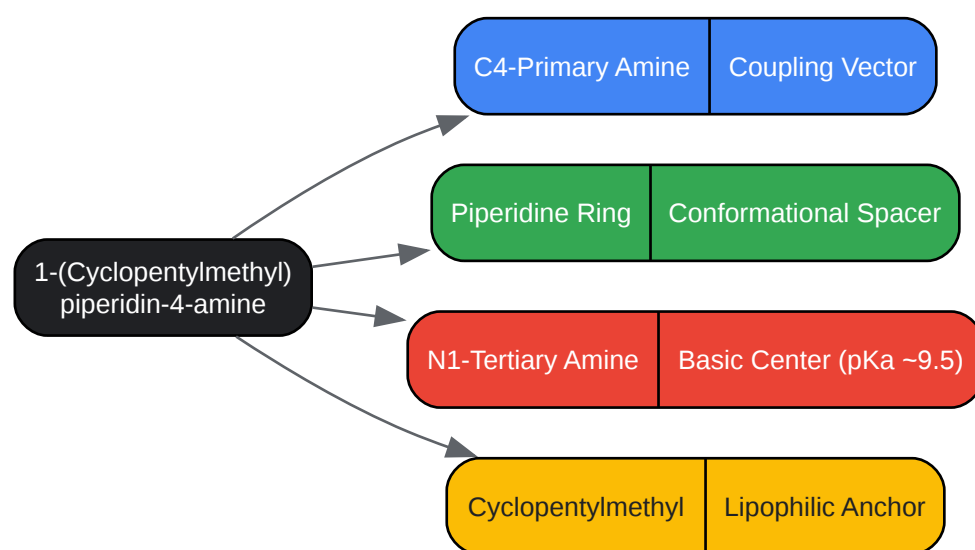 C4-Primary Amine Coupling Vector
Piperidine Ring Conformational Spacer
1-(Cyclopentylmethyl)
piperidin-4-amine
N1-Tertiary Amine Basic Center (pKa ~9.5)
Cyclopentylmethyl Lipophilic Anchor